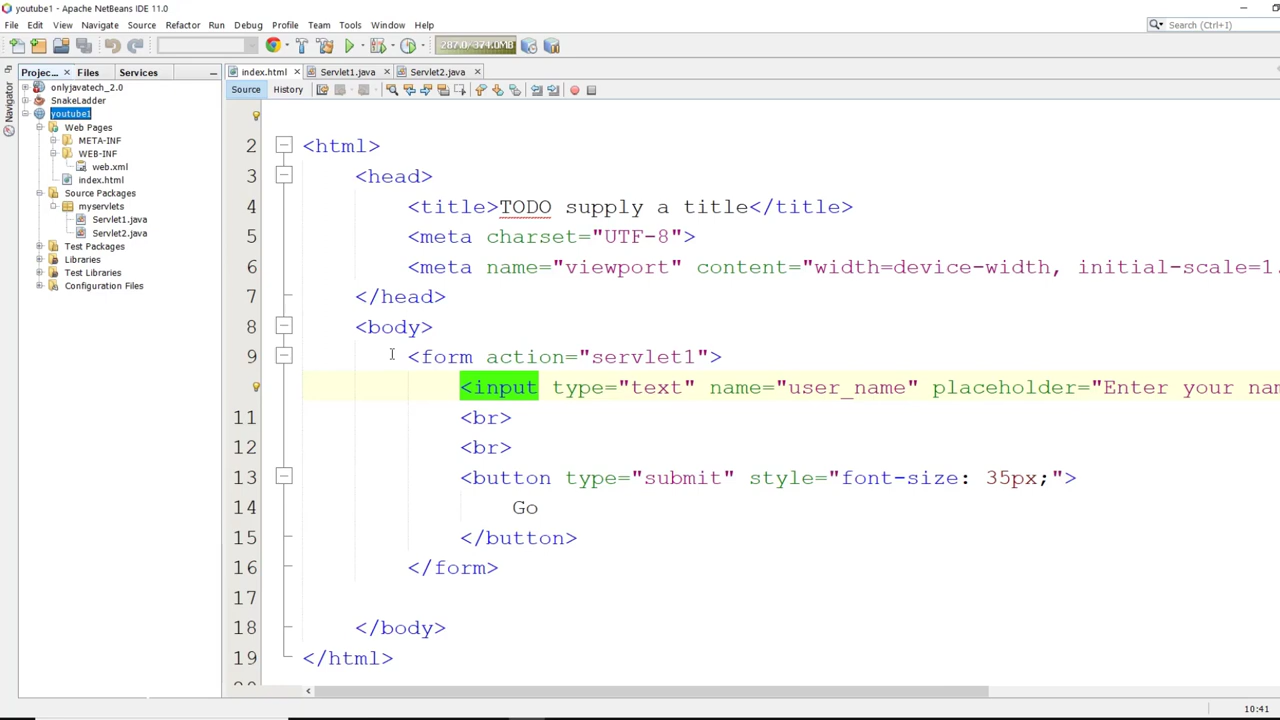 youtube1 - Apache NetBeans IDE 11.0
File Edit View Navigate Source Refactor Run Debug Profile Team Tools Window Help
Search (Ctrl+I)
287.0/374.0MB
Projec... × Files Services
index.html × Servlet1.java × Servlet2.java ×
Source History
Navigator
onlyjavatech_2.0
SnakeLadder
youtube1
Web Pages
META-INF
WEB-INF
web.xml
index.html
Source Packages
myservlets
Servlet1.java
Servlet2.java
Test Packages
Libraries
Test Libraries
Configuration Files
2 <html>
3 <head>
4 <title>TODO supply a title</title>
5 <meta charset="UTF-8">
6 <meta name="viewport" content="width=device-width, initial-scale=1.
7 </head>
8 <body>
9 <form action="servlet1">
<input type="text" name="user_name" placeholder="Enter your nam
11 <br>
12 <br>
13 <button type="submit" style="font-size: 35px;">
14 Go
15 </button>
16 </form>
17
18 </body>
19 </html>
10:41